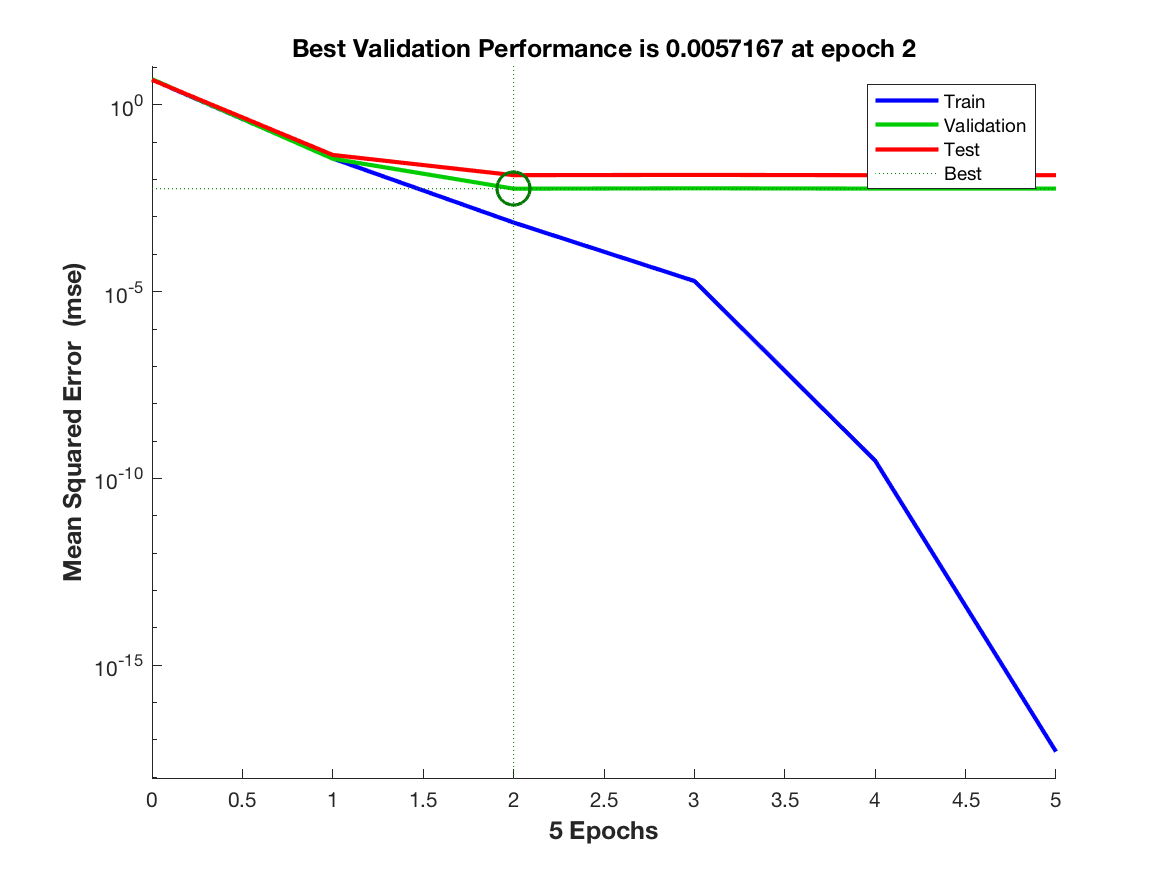 Best Validation Performance is 0.0057167 at epoch 2
Mean Squared Error (mse)
10^0
10^-5
10^-10
10^-15
Train
Validation
Test
Best
0 0.5 1 1.5 2 2.5 3 3.5 4 4.5 5
5 Epochs